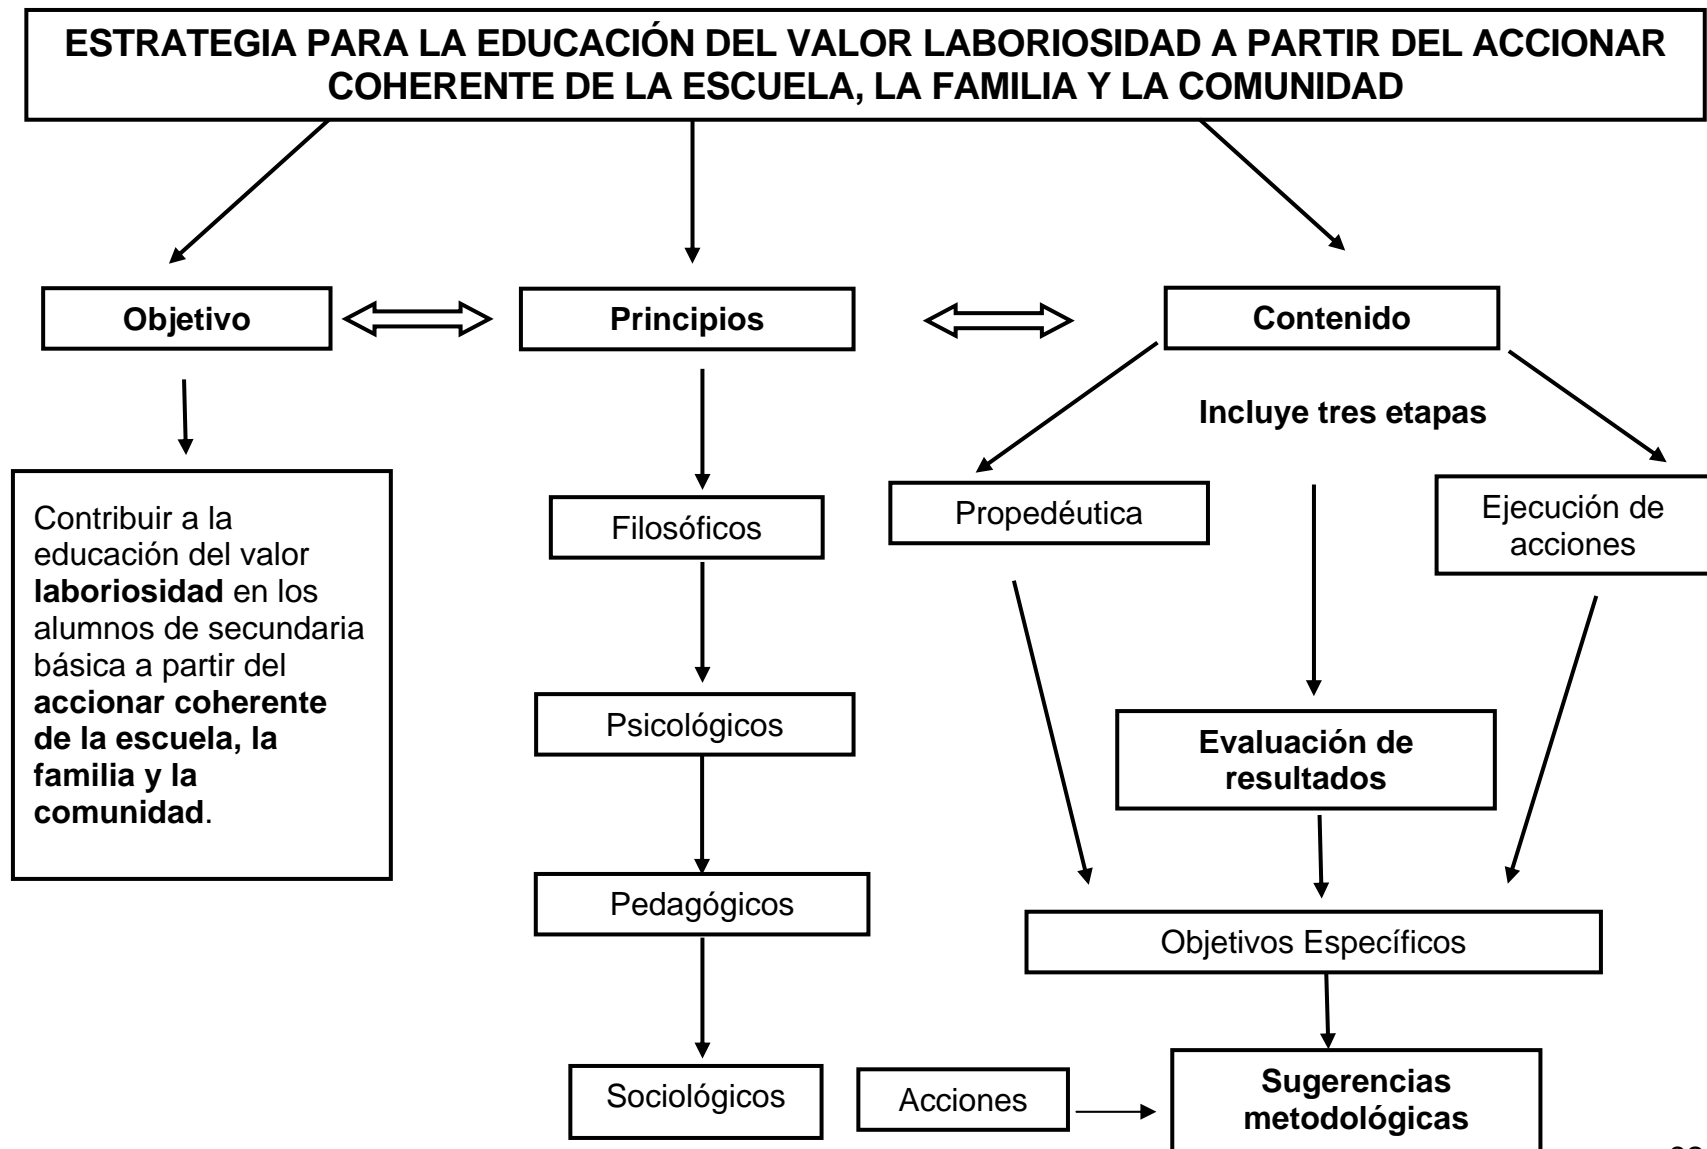 ESTRATEGIA PARA LA EDUCACIÓN DEL VALOR LABORIOSIDAD A PARTIR DEL ACCIONAR
COHERENTE DE LA ESCUELA, LA FAMILIA Y LA COMUNIDAD
Objetivo
Principios
Contenido
Incluye tres etapas
Contribuir a la
educación del valor
laboriosidad en los
alumnos de secundaria
básica a partir del
accionar coherente
de la escuela, la
familia y la
comunidad.
Filosóficos
Psicológicos
Pedagógicos
Sociológicos
Propedéutica
Ejecución de
acciones
Evaluación de
resultados
Objetivos Específicos
Acciones
Sugerencias
metodológicas